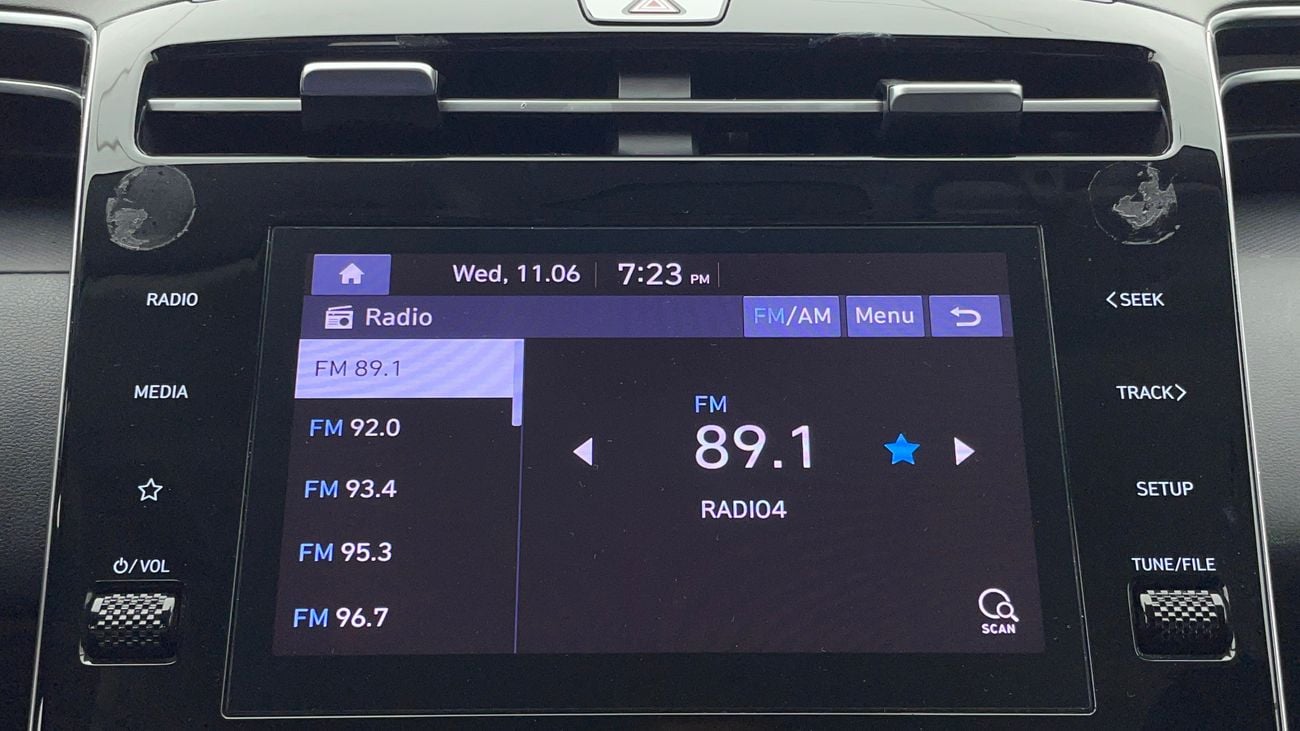 Wed, 11.06 7:23 PM
Radio FM/AM Menu
RADIO
MEDIA
/VOL
FM 89.1
FM 92.0
FM 93.4
FM 95.3
FM 96.7
FM
89.1
RADIO4
SCAN
<SEEK
TRACK>
SETUP
TUNE/FILE